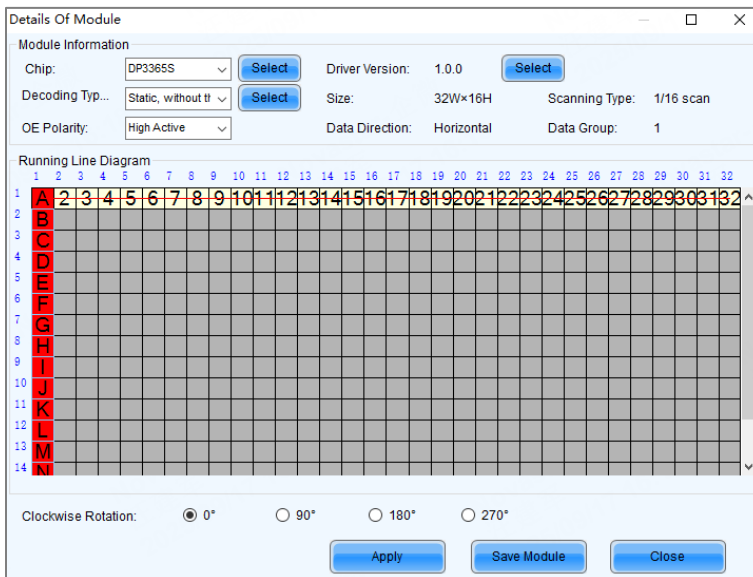 Details Of Module
Module Information
Chip: DP3365S Select Driver Version: 1.0.0 Select
Decoding Typ... Static, without th Select Size: 32W×16H Scanning Type: 1/16 scan
OE Polarity: High Active Data Direction: Horizontal Data Group: 1
Running Line Diagram
1 2 3 4 5 6 7 8 9 10 11 12 13 14 15 16 17 18 19 20 21 22 23 24 25 26 27 28 29 30 31 32
1 A 2 3 4 5 6 7 8 9 10 11 12 13 14 15 16 17 18 19 20 21 22 23 24 25 26 27 28 29 30 31 32
2 B
3 C
4 D
5 E
6 F
7 G
8 H
9 I
10 J
11 K
12 L
13 M
14 N
Clockwise Rotation: 0° 90° 180° 270°
Apply Save Module Close